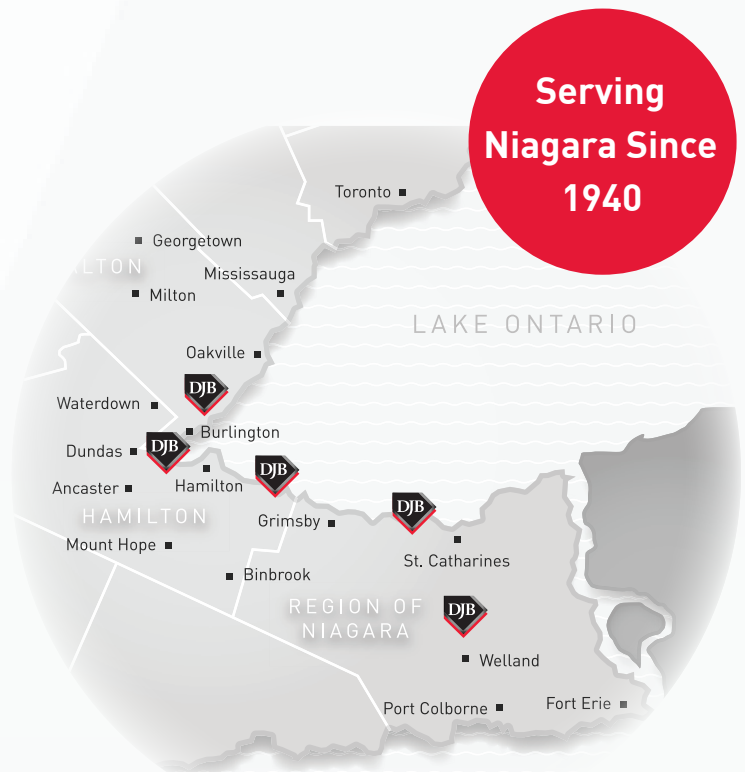 Serving
Niagara Since
1940
Toronto
Georgetown
LTON
Mississauga
Milton
LAKE ONTARIO
Oakville
DJB
Waterdown
Burlington
DJB
Dundas
DJB
Hamilton
Ancaster
DJB
HAMILTON
Grimsby
Mount Hope
St. Catharines
Binbrook
REGION OF
NIAGARA
DJB
Welland
Port Colborne
Fort Erie